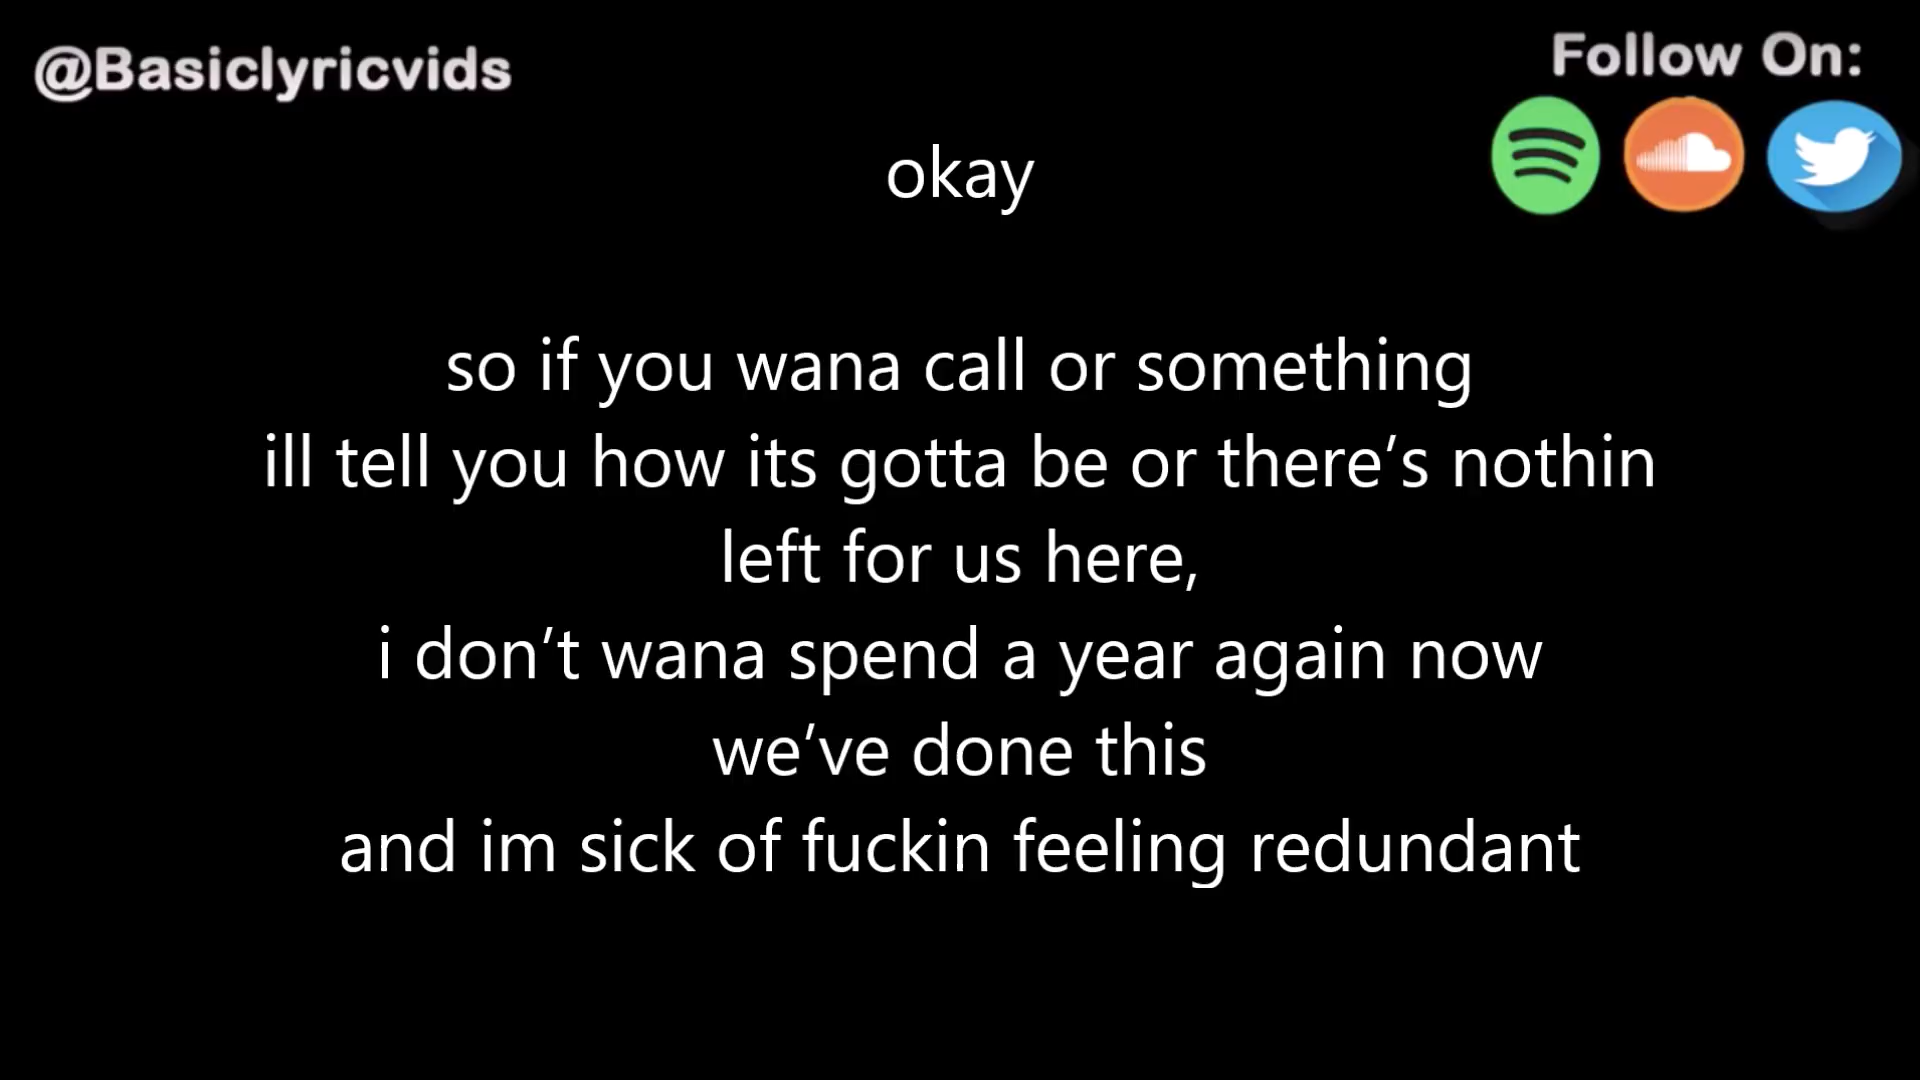 @Basiclyricvids
Follow On:
okay
so if you wana call or something
ill tell you how its gotta be or there’s nothin
left for us here,
i don’t wana spend a year again now
we’ve done this
and im sick of fuckin feeling redundant